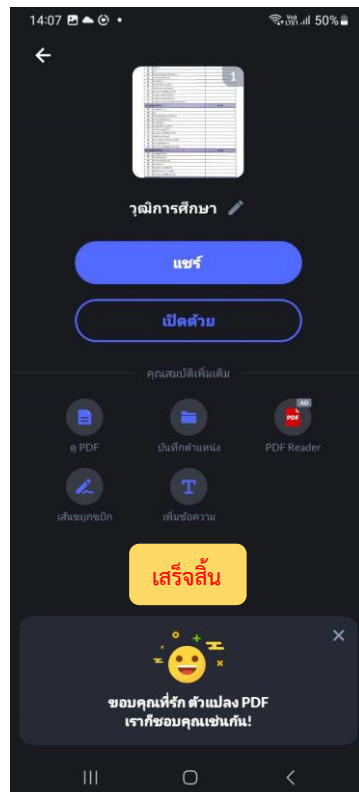 14:07
VoD
LTE1
50%
1
วุฒิการศึกษา
แชร์
เปิดด้วย
คุณสมบัติเพิ่มเติม
AD
PDF
ดู PDF
บันทึกตำแหน่ง
PDF Reader
T
เส้นขยุกขยิก
เพิ่มข้อความ
เสร็จสิ้น
ขอบคุณที่รัก ตัวแปลง PDF
เราก็ชอบคุณเช่นกัน!